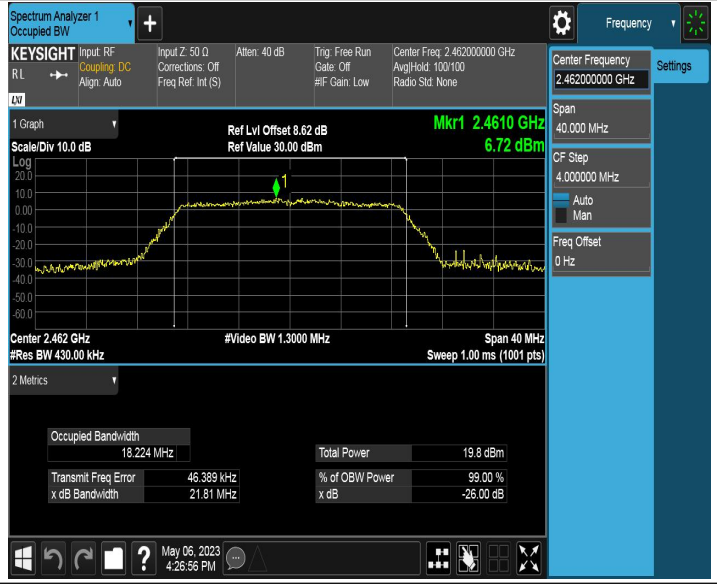 Spectrum Analyzer 1
Occupied BW
Frequency
KEYSIGHT
R L
LXI
Input: RF
Coupling: DC
Align: Auto
Input Z: 50 Ω
Corrections: Off
Freq Ref: Int (S)
Atten: 40 dB
Trig: Free Run
Gate: Off
#IF Gain: Low
Center Freq: 2.462000000 GHz
Avg|Hold: 100/100
Radio Std: None
Center Frequency
2.462000000 GHz
Settings
Span
40.000 MHz
CF Step
4.000000 MHz
Auto
Man
Freq Offset
0 Hz
1 Graph
Scale/Div 10.0 dB
Ref Lvl Offset 8.62 dB
Ref Value 30.00 dBm
Mkr1 2.4610 GHz
6.72 dBm
Log
20.0
10.0
0.00
-10.0
-20.0
-30.0
-40.0
-50.0
-60.0
1
Center 2.462 GHz
#Video BW 1.3000 MHz
Span 40 MHz
#Res BW 430.00 kHz
Sweep 1.00 ms (1001 pts)
2 Metrics
Occupied Bandwidth
18.224 MHz
Total Power 19.8 dBm
Transmit Freq Error 46.389 kHz
% of OBW Power 99.00 %
x dB Bandwidth 21.81 MHz
x dB -26.00 dB
?
May 06, 2023
4:26:56 PM